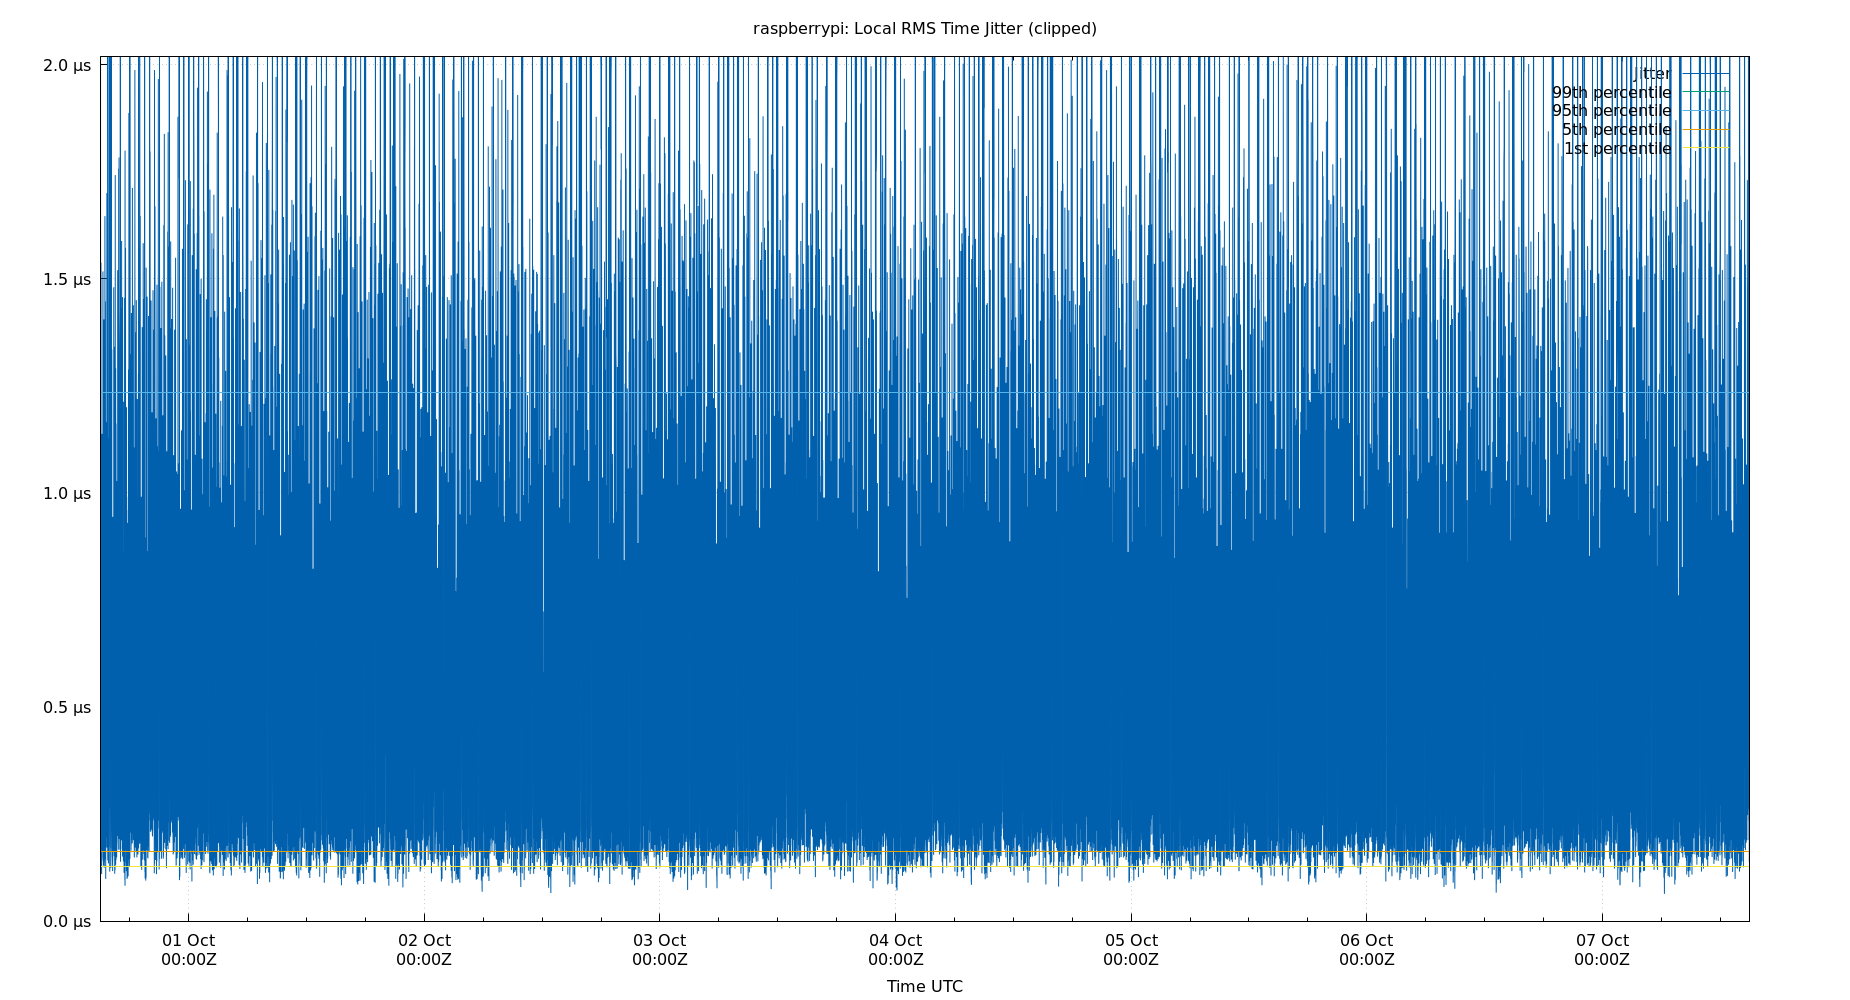 raspberrypi: Local RMS Time Jitter (clipped)
2.0 μs
1.5 μs
1.0 μs
0.5 μs
0.0 μs
jitter
99th percentile
95th percentile
5th percentile
1st percentile
01 Oct
00:00Z
02 Oct
00:00Z
03 Oct
00:00Z
04 Oct
00:00Z
05 Oct
00:00Z
06 Oct
00:00Z
07 Oct
00:00Z
Time UTC